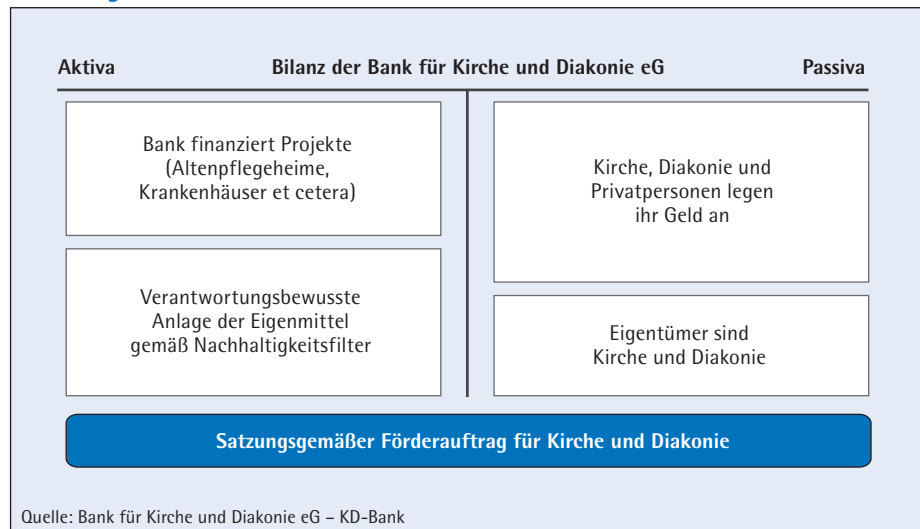 Aktiva Bilanz der Bank für Kirche und Diakonie eG Passiva
Bank finanziert Projekte
(Altenpflegeheime,
Krankenhäuser et cetera)
Verantwortungsbewusste
Anlage der Eigenmittel
gemäß Nachhaltigkeitsfilter
Kirche, Diakonie und
Privatpersonen legen
ihr Geld an
Eigentümer sind
Kirche und Diakonie
Satzungsgemäßer Förderauftrag für Kirche und Diakonie
Quelle: Bank für Kirche und Diakonie eG – KD-Bank